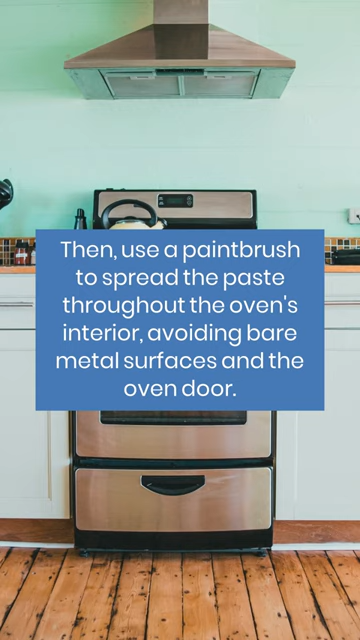 Then, use a paintbrush
to spread the paste
throughout the oven's
interior, avoiding bare
metal surfaces and the
oven door.